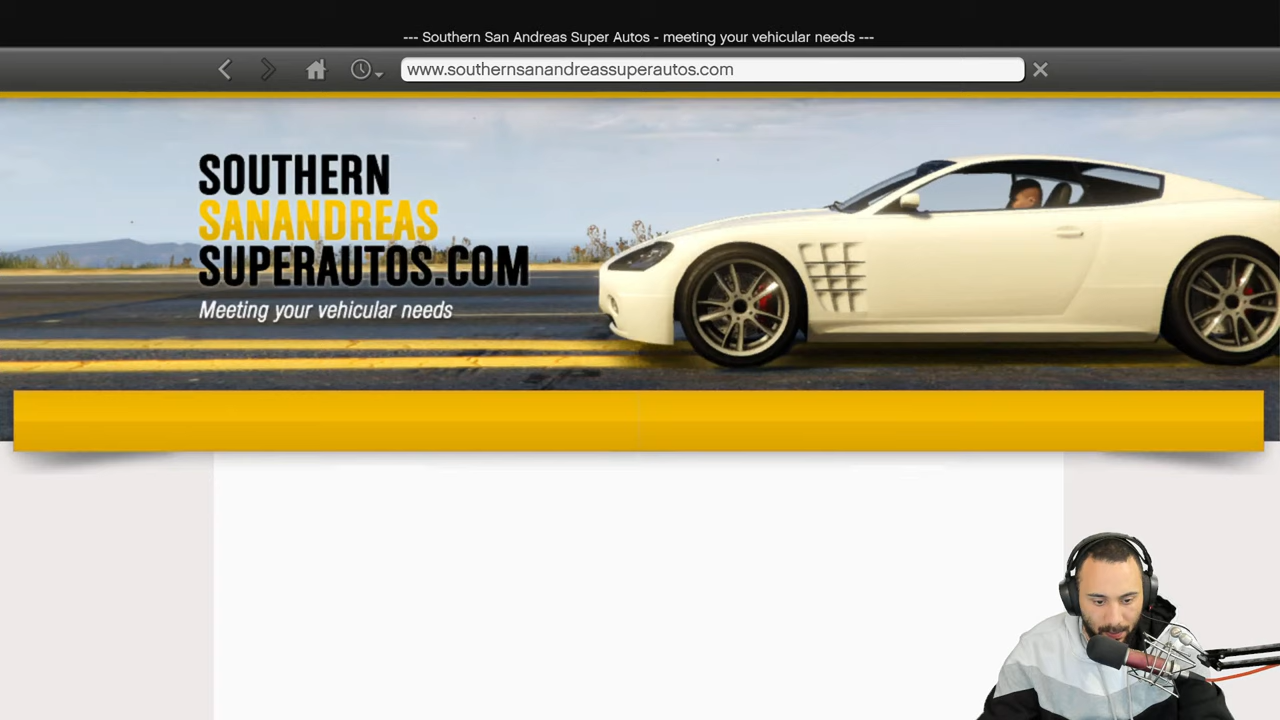 --- Southern San Andreas Super Autos - meeting your vehicular needs ---
www.southernsanandreassuperautos.com
SOUTHERN
SANANDREAS
SUPERAUTOS.COM
Meeting your vehicular needs